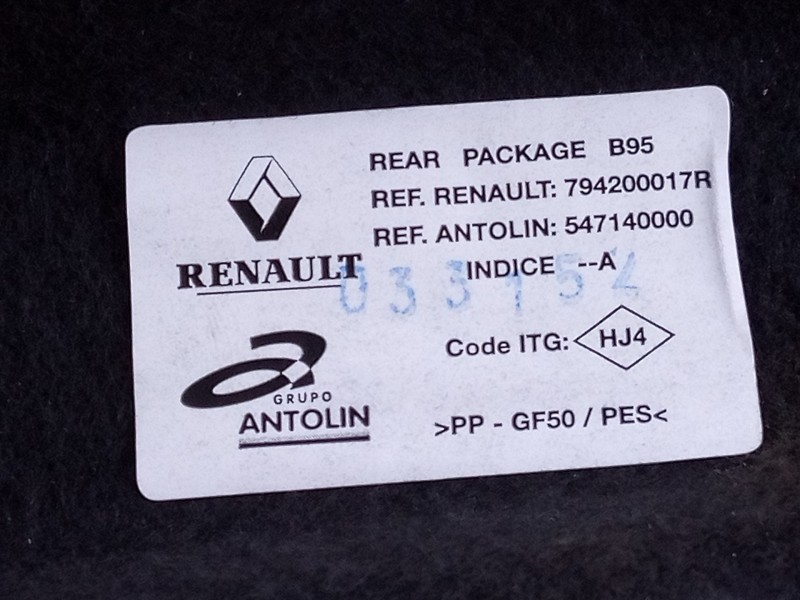 REAR PACKAGE B95
REF. RENAULT: 794200017R
REF. ANTOLIN: 547140000
INDICE --A
RENAULT
033152
Code ITG: HJ4
GRUPO
ANTOLIN
>PP - GF50 / PES<